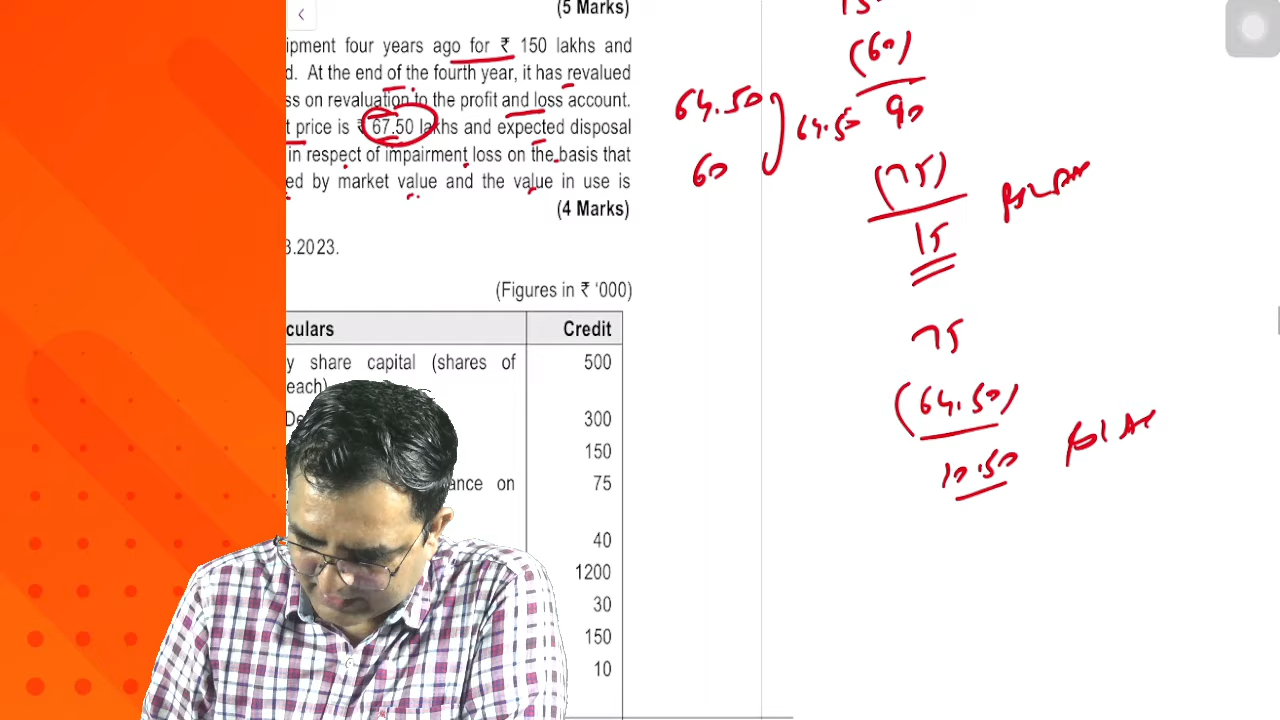 (5 Marks)
ipment four years ago for ₹ 150 lakhs and
d. At the end of the fourth year, it has revalued
ss on revaluation to the profit and loss account.
t price is ₹ 67.50 lakhs and expected disposal
in respect of impairment loss on the basis that
ed by market value and the value in use is
(4 Marks)
3.2023.
(Figures in ₹ '000)
culars Credit
y share capital (shares of 500
each)
De 300
150
ance on 75
40
1200
30
150
10
(60)
90
64.50
60
64.50
(75)
15
75
(64.50)
10.50